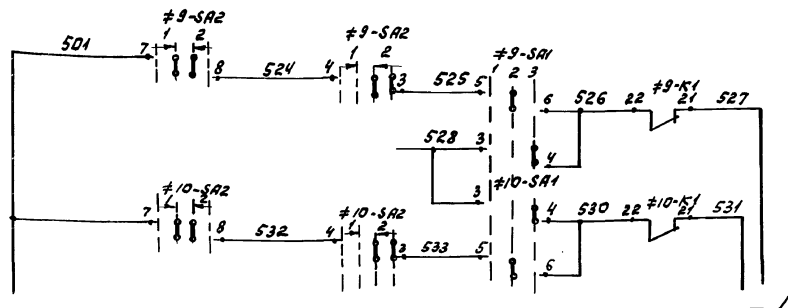 ≠9-SA2
1 2
≠9-SA2
1 2
≠9-SA1
1 2 3
501 7
8 524 4
3 525 5
6 526 22 21 527
≠9-K1
528 3
4
3
≠10-SA1
≠10-SA2
1 2
7
8 532 4
≠10-SA2
1 2
3 533 5
4 530 22 21 531
≠10-K1
6